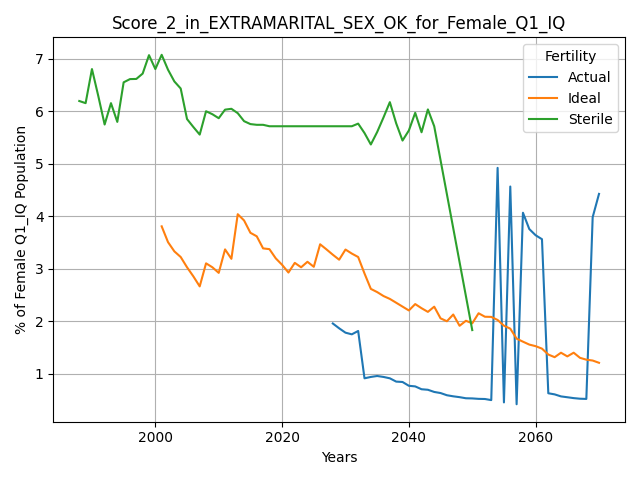 Score_2_in_EXTRAMARITAL_SEX_OK_for_Female_Q1_IQ
% of Female Q1_IQ Population
7
6
5
4
3
2
1
Fertility
Actual
Ideal
Sterile
2000
2020
2040
2060
Years